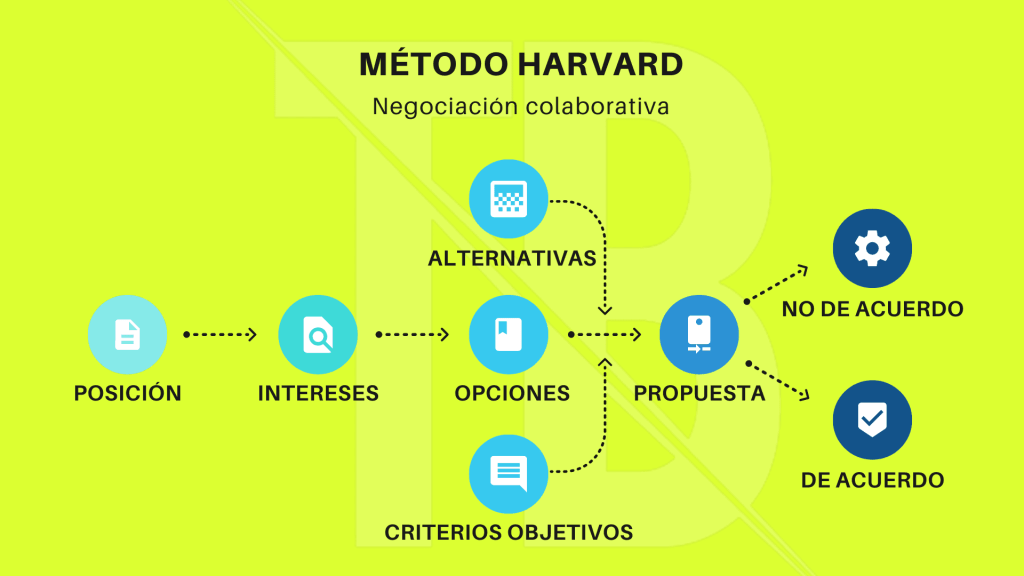 MÉTODO HARVARD
Negociación colaborativa
ALTERNATIVAS
POSICIÓN
INTERESES
OPCIONES
PROPUESTA
NO DE ACUERDO
DE ACUERDO
CRITERIOS OBJETIVOS